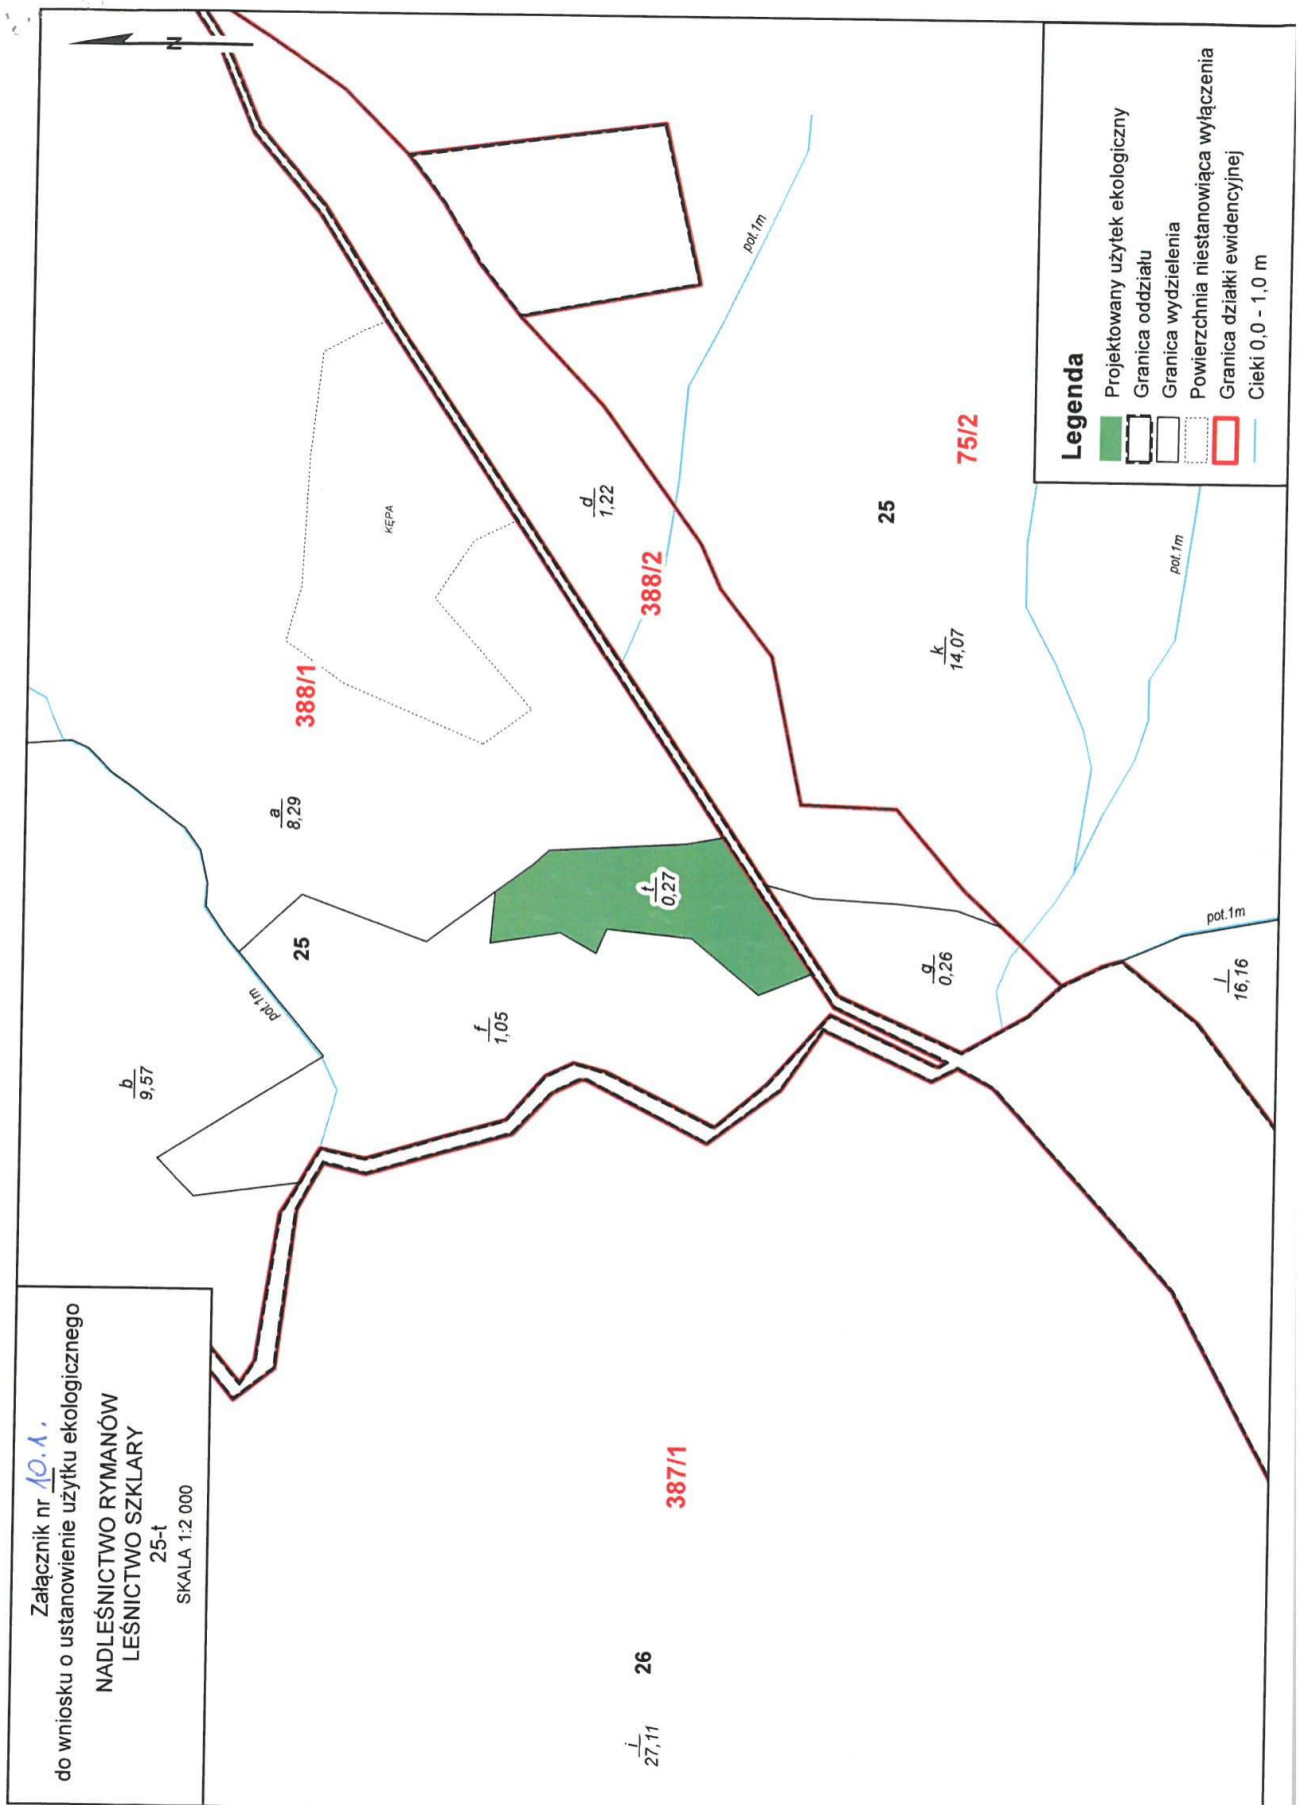 Załącznik nr 10.1.
do wniosku o ustanowienie użytku ekologicznego
NADLEŚNICTWO RYMANÓW
LEŚNICTWO SZKLARY
25-t
SKALA 1:2 000
N
b
9,57
pot.1m
25
a
8,29
388/1
KĘPA
f
1,05
t
0,27
d
1,22
388/2
pot.1m
i
27,11
26
387/1
g
0,26
k
14,07
25
75/2
pot.1m
pot.1m
l
16,16
Legenda
Projektowany użytek ekologiczny
Granica oddziału
Granica wydzielenia
Powierzchnia niestanowiąca wyłączenia
Granica działki ewidencyjnej
Cieki 0,0 - 1,0 m